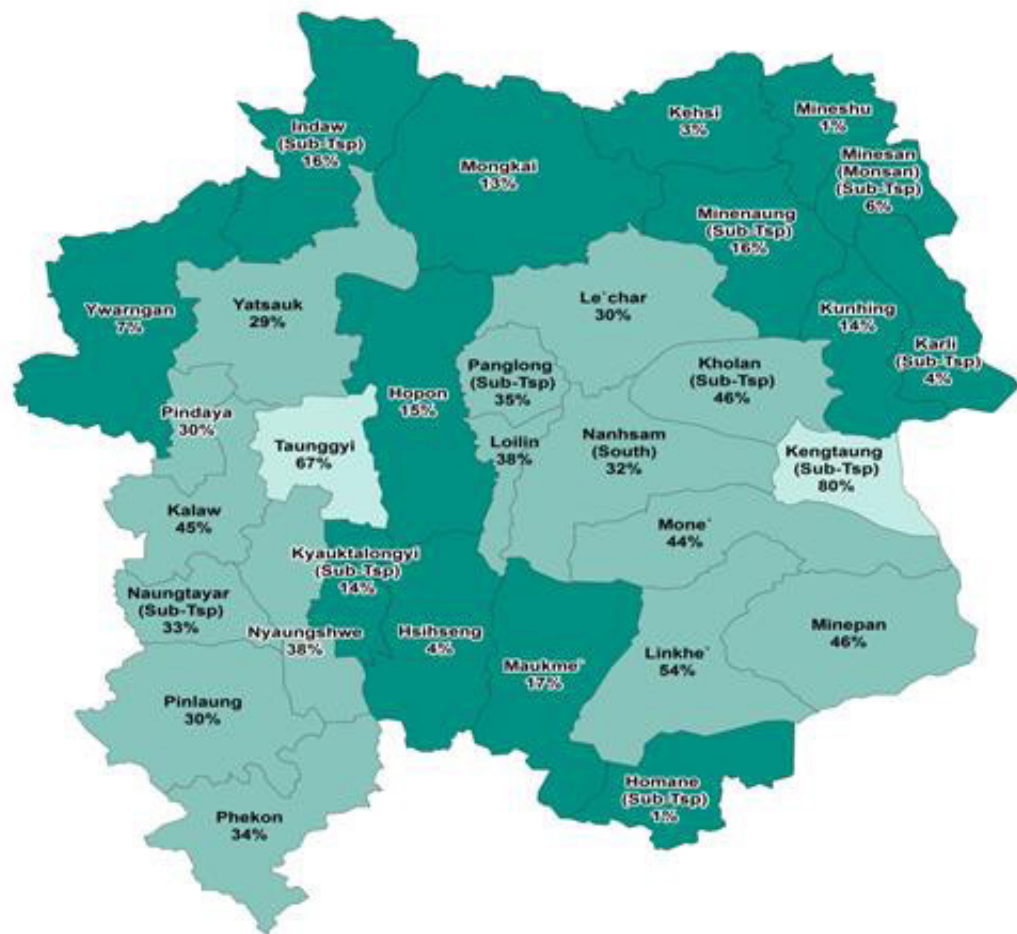 Indaw
(Sub-Tsp)
16%
Mongkai
13%
Kehsi
3%
Mineshu
1%
Minesan
(Monsan)
(Sub-Tsp)
6%
Minenaung
(Sub-Tsp)
16%
Ywarngan
7%
Yatsauk
29%
Le`char
30%
Kunhing
14%
Karli
(Sub-Tsp)
4%
Panglong
(Sub-Tsp)
35%
Kholan
(Sub-Tsp)
46%
Hopon
15%
Pindaya
30%
Taunggyi
67%
Loilin
38%
Nanhsam
(South)
32%
Kengtaung
(Sub-Tsp)
80%
Kalaw
45%
Mone`
44%
Kyauktalongyi
(Sub-Tsp)
14%
Naungtayar
(Sub-Tsp)
33%
Nyaungshwe
38%
Hsihseng
4%
Maukme`
17%
Linkhe`
54%
Minepan
46%
Pinlaung
30%
Homane
(Sub-Tsp)
1%
Phekon
34%